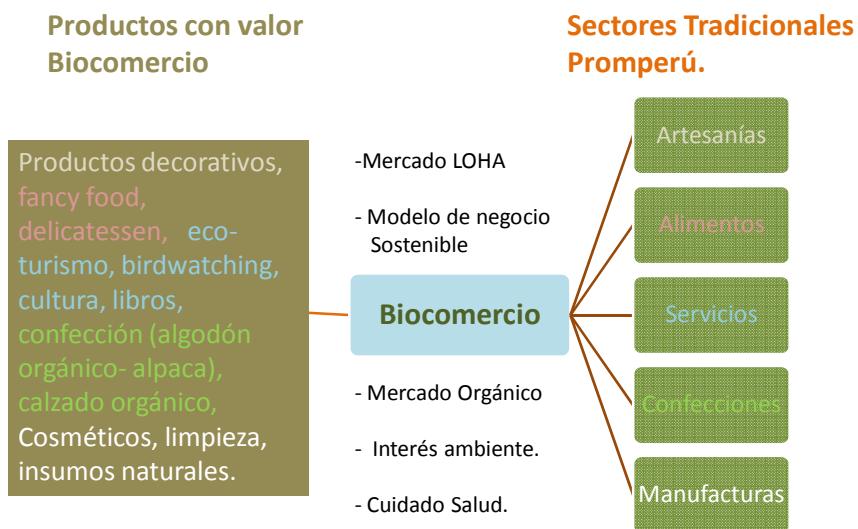 Productos con valor
Biocomercio
Sectores Tradicionales
Promperú.
Productos decorativos,
fancy food,
delicatessen, eco-
turismo, birdwatching,
cultura, libros,
confección (algodón
orgánico- alpaca),
calzado orgánico,
Cosméticos, limpieza,
insumos naturales.
-Mercado LOHA
- Modelo de negocio
Sostenible
Biocomercio
- Mercado Orgánico
- Interés ambiente.
- Cuidado Salud.
Artesanías
Alimentos
Servicios
Confecciones
Manufacturas